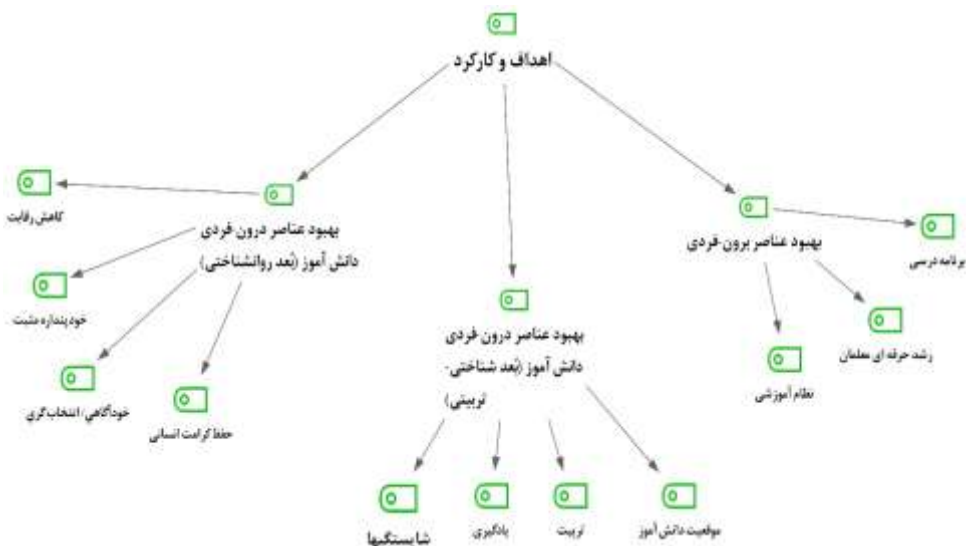 اهداف و کارکرد
بهبود عناصر برون-فردی
برنامه درسی
رشد حرفه ای معلمان
نظام آموزشی
بهبود عناصر درون-فردی
دانش آموز (بُعد شناختی-
تربیتی)
موقعیت دانش آموز
تربیت
یادگیری
شایستگیها
بهبود عناصر درون-فردی
دانش آموز (بُعد روانشناختی)
کاهش رقابت
خودپنداره مثبت
خودآگاهی/ انتخاب گری
حفظ کرامت انسانی